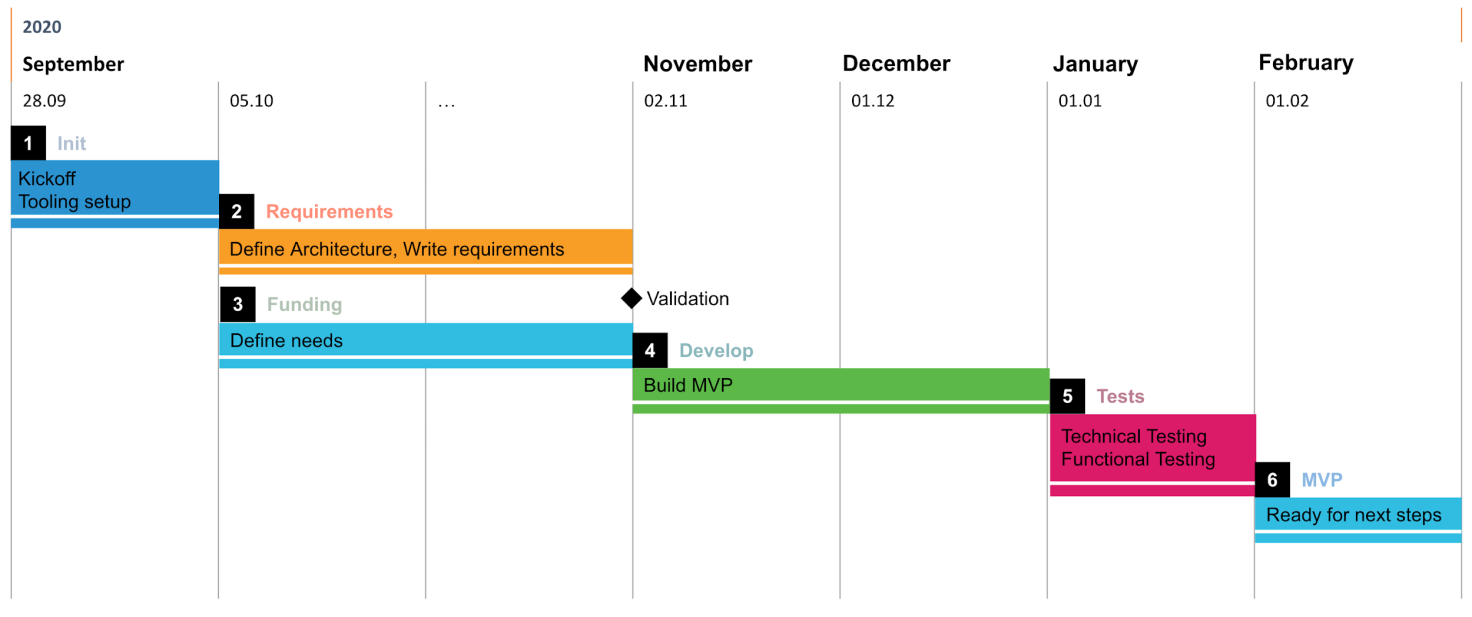 2020
September
November
December
January
February
28.09
05.10
...
02.11
01.12
01.01
01.02
1 Init
Kickoff
Tooling setup
2 Requirements
Define Architecture, Write requirements
3 Funding
Validation
Define needs
4 Develop
Build MVP
5 Tests
Technical Testing
Functional Testing
6 MVP
Ready for next steps